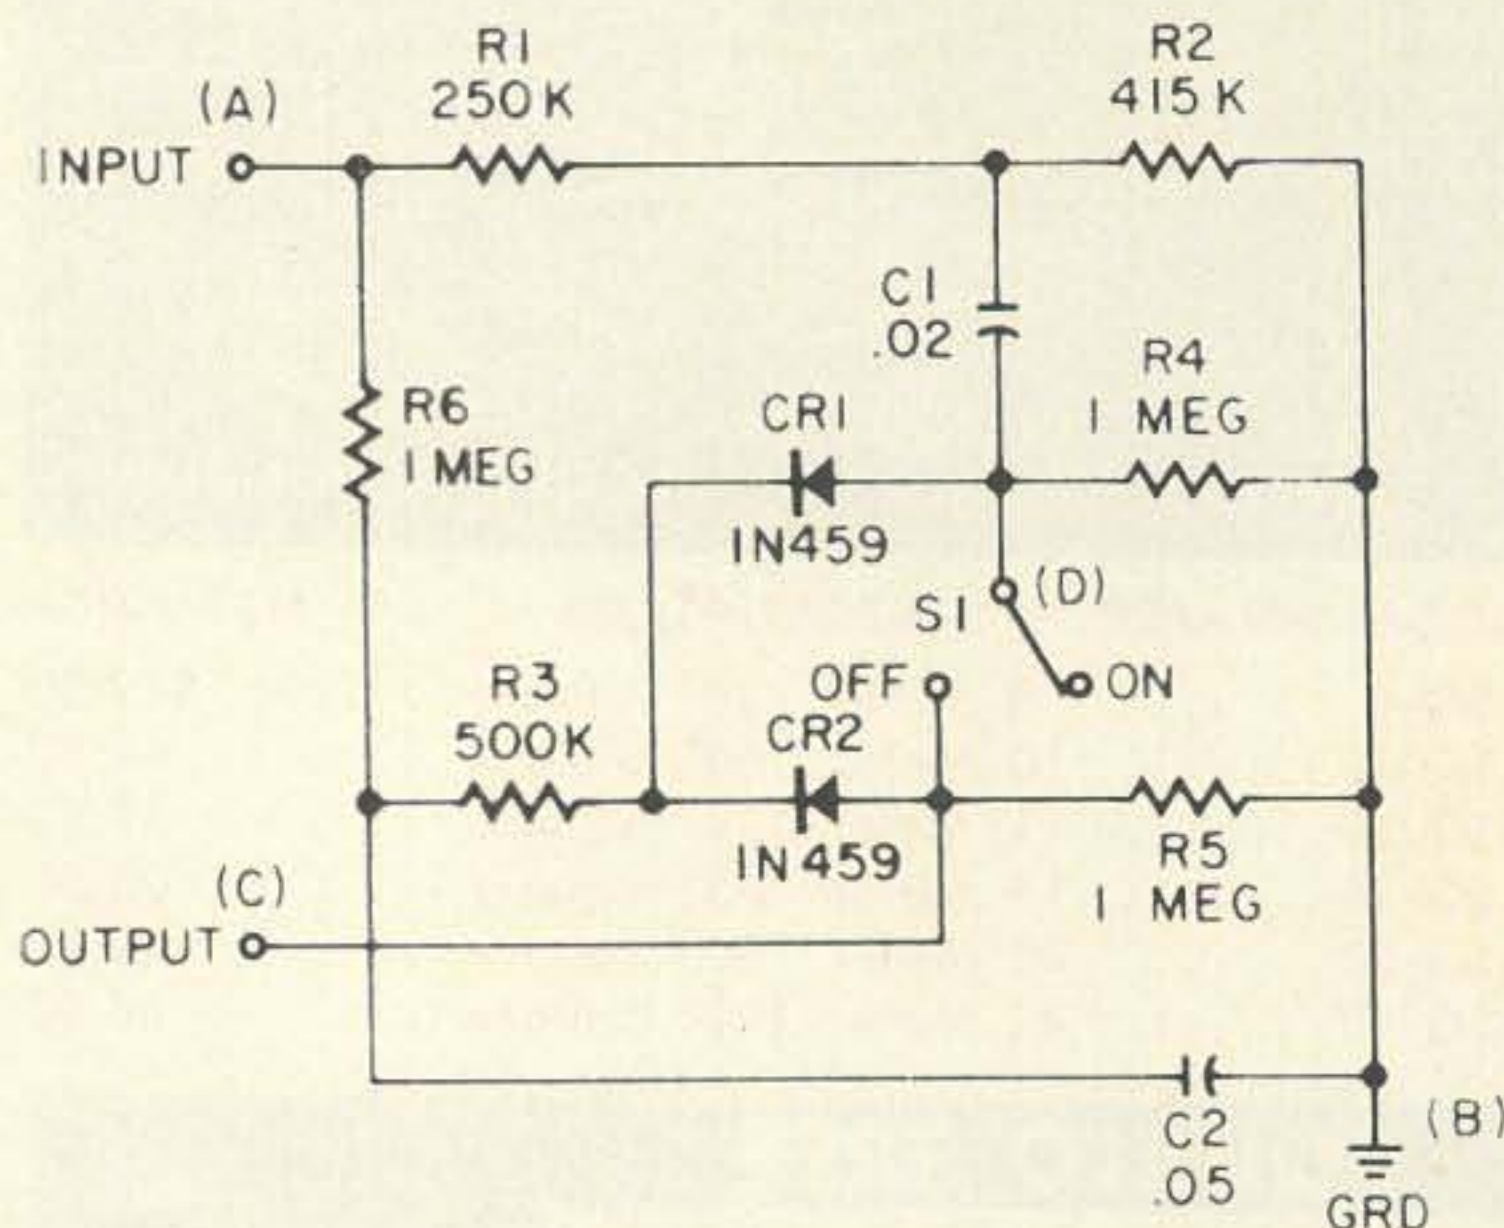 R1
250K
R2
415K
(A)
INPUT
C1
.02
R4
1 MEG
R6
1 MEG
CR1
1N459
S1
(D)
OFF
ON
R3
500K
CR2
1N459
R5
1 MEG
(C)
OUTPUT
C2
.05
(B)
GRD